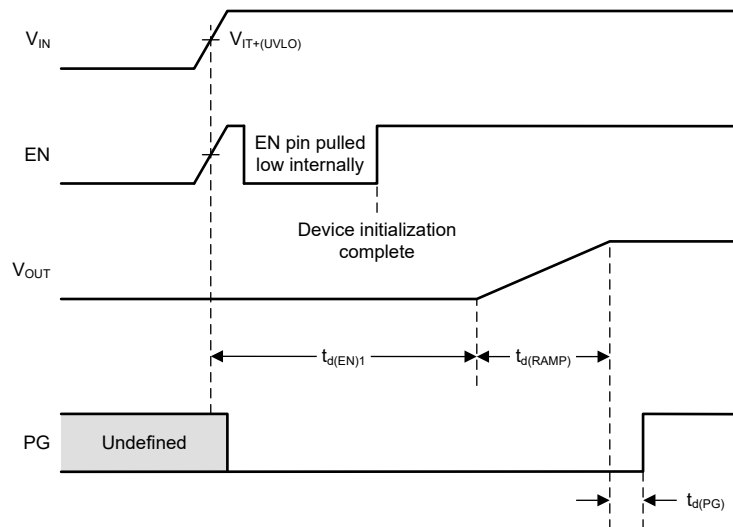 V_IN
V_IT+(UVLO)
EN
EN pin pulled
low internally
Device initialization
complete
V_OUT
t_d(EN)1
t_d(RAMP)
PG
Undefined
t_d(PG)